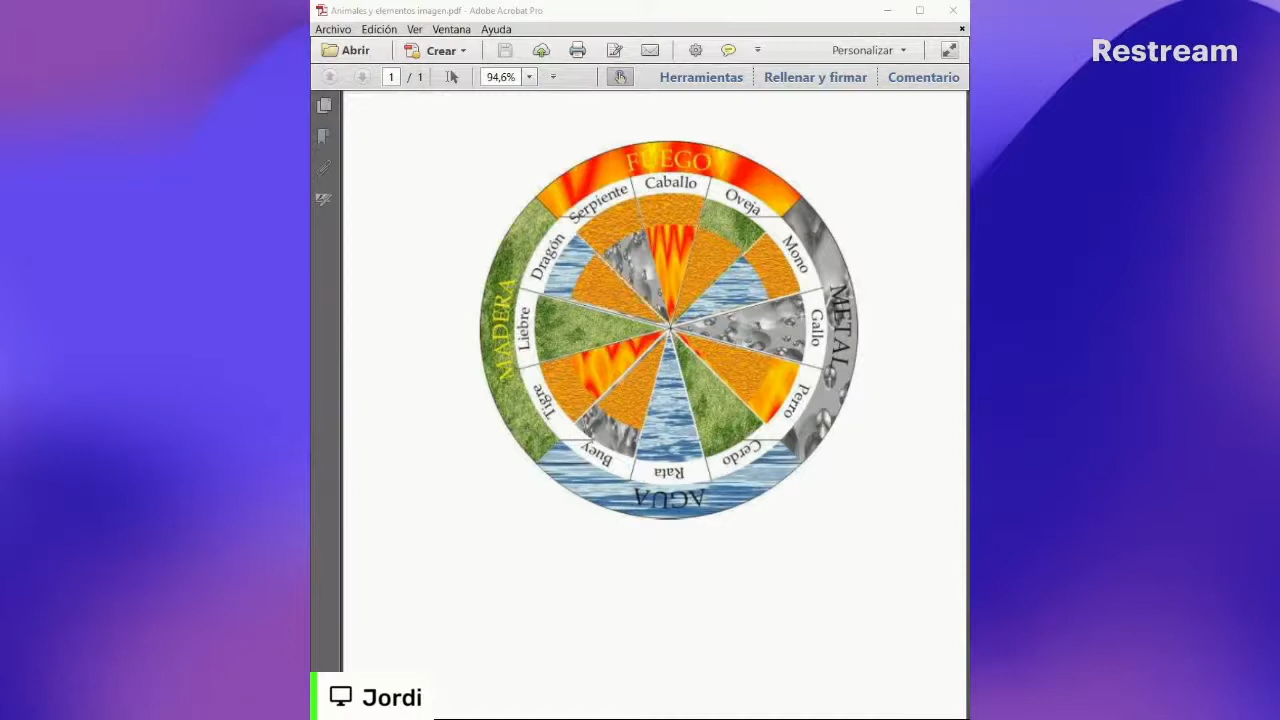 Animales y elementos imagen.pdf - Adobe Acrobat Pro
Archivo Edición Ver Ventana Ayuda
Abrir Crear Personalizar
1 / 1 94,6% Herramientas Rellenar y firmar Comentario
Restream
FUEGO
Serpiente Caballo Oveja
Dragón Mono
MADERA Liebre Gallo METAL
Tigre Perro
Buey Rata Cerdo
AGUA
Jordi